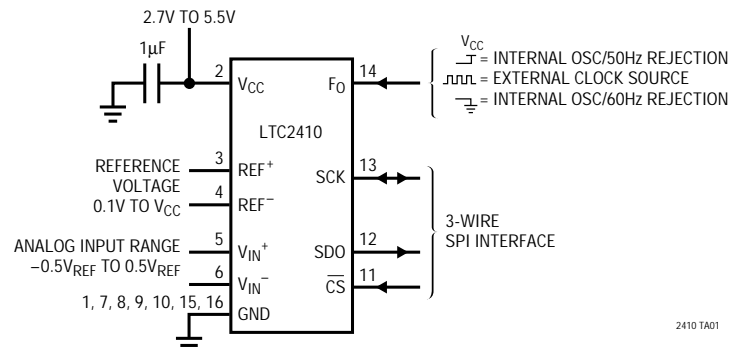 2.7V TO 5.5V
1µF
2
VCC
FO
14
VCC
= INTERNAL OSC/50Hz REJECTION
= EXTERNAL CLOCK SOURCE
= INTERNAL OSC/60Hz REJECTION
LTC2410
REFERENCE
VOLTAGE
0.1V TO VCC
3
REF+
4
REF–
SCK
13
ANALOG INPUT RANGE
–0.5VREF TO 0.5VREF
5
VIN+
6
VIN–
SDO
12
CS
11
3-WIRE
SPI INTERFACE
1, 7, 8, 9, 10, 15, 16
GND
2410 TA01